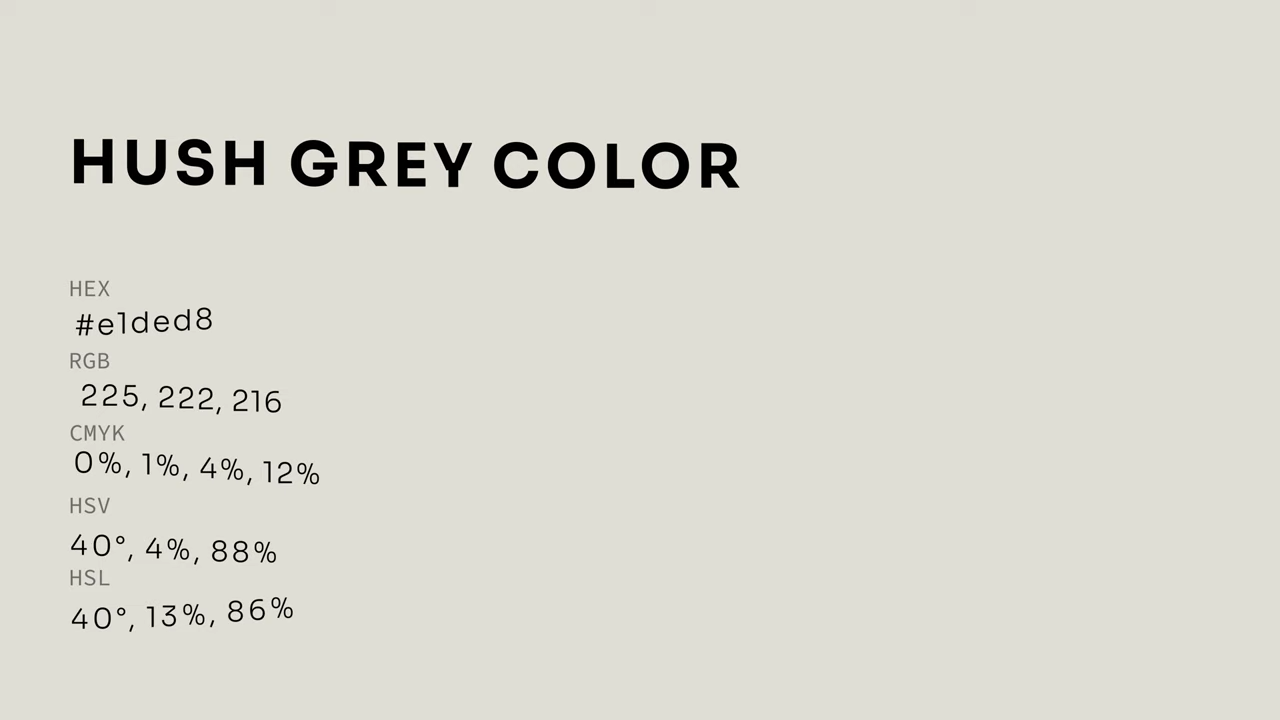 HUSH GREY COLOR
HEX
#e1ded8
RGB
225, 222, 216
CMYK
0%, 1%, 4%, 12%
HSV
40°, 4%, 88%
HSL
40°, 13%, 86%